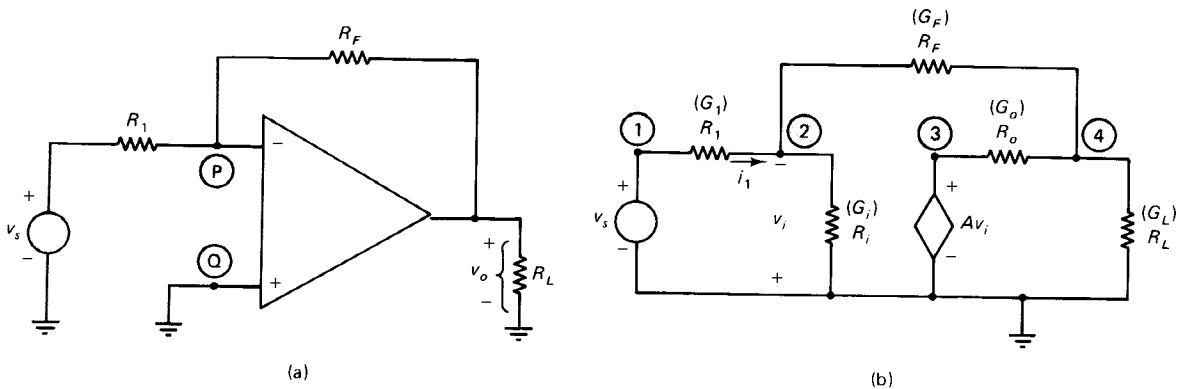 R_F
R_1
P
−
+
v_s
−
Q
+
+
v_o
−
R_L
(a)
(G_F)
R_F
(G_1)
R_1
(G_o)
R_o
1
2
3
4
i_1
−
+
v_s
−
v_i
+
(G_i)
R_i
+
Av_i
−
(G_L)
R_L
(b)